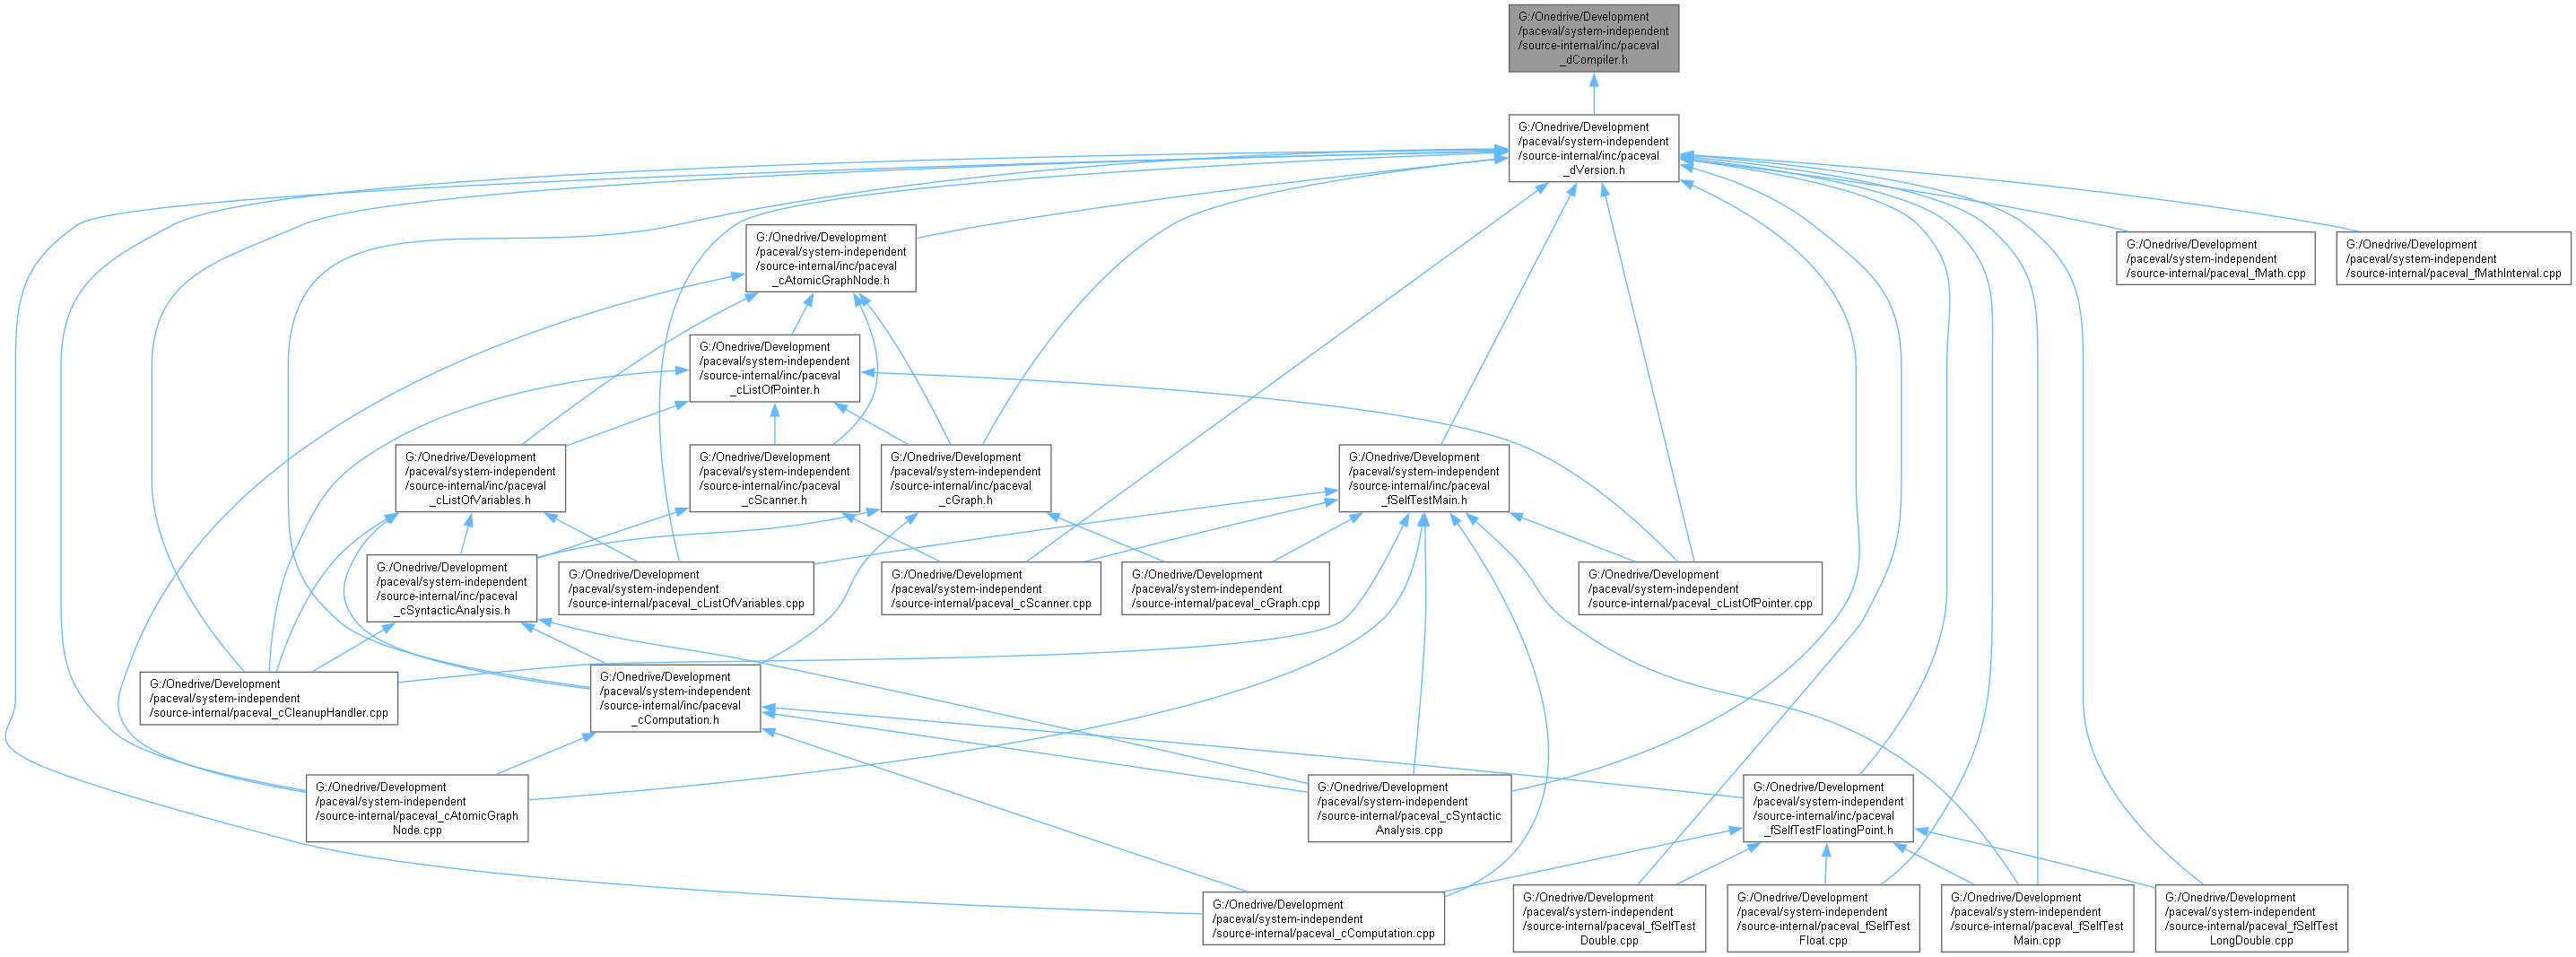 G:/Onedrive/Development
/paceval/system-independent
/source-internal/inc/paceval
_dCompiler.h
G:/Onedrive/Development
/paceval/system-independent
/source-internal/inc/paceval
_dVersion.h
G:/Onedrive/Development
/paceval/system-independent
/source-internal/inc/paceval
_cAtomicGraphNode.h
G:/Onedrive/Development
/paceval/system-independent
/source-internal/paceval_fMath.cpp
G:/Onedrive/Development
/paceval/system-independent
/source-internal/paceval_fMathInterval.cpp
G:/Onedrive/Development
/paceval/system-independent
/source-internal/inc/paceval
_cListOfPointer.h
G:/Onedrive/Development
/paceval/system-independent
/source-internal/inc/paceval
_cListOfVariables.h
G:/Onedrive/Development
/paceval/system-independent
/source-internal/inc/paceval
_cScanner.h
G:/Onedrive/Development
/paceval/system-independent
/source-internal/inc/paceval
_cGraph.h
G:/Onedrive/Development
/paceval/system-independent
/source-internal/inc/paceval
_fSelfTestMain.h
G:/Onedrive/Development
/paceval/system-independent
/source-internal/inc/paceval
_cSyntacticAnalysis.h
G:/Onedrive/Development
/paceval/system-independent
/source-internal/paceval_cListOfVariables.cpp
G:/Onedrive/Development
/paceval/system-independent
/source-internal/paceval_cScanner.cpp
G:/Onedrive/Development
/paceval/system-independent
/source-internal/paceval_cGraph.cpp
G:/Onedrive/Development
/paceval/system-independent
/source-internal/paceval_cListOfPointer.cpp
G:/Onedrive/Development
/paceval/system-independent
/source-internal/paceval_cCleanupHandler.cpp
G:/Onedrive/Development
/paceval/system-independent
/source-internal/inc/paceval
_cComputation.h
G:/Onedrive/Development
/paceval/system-independent
/source-internal/paceval_cAtomicGraph
Node.cpp
G:/Onedrive/Development
/paceval/system-independent
/source-internal/paceval_cSyntactic
Analysis.cpp
G:/Onedrive/Development
/paceval/system-independent
/source-internal/inc/paceval
_fSelfTestFloatingPoint.h
G:/Onedrive/Development
/paceval/system-independent
/source-internal/paceval_cComputation.cpp
G:/Onedrive/Development
/paceval/system-independent
/source-internal/paceval_fSelfTest
Double.cpp
G:/Onedrive/Development
/paceval/system-independent
/source-internal/paceval_fSelfTest
Float.cpp
G:/Onedrive/Development
/paceval/system-independent
/source-internal/paceval_fSelfTest
Main.cpp
G:/Onedrive/Development
/paceval/system-independent
/source-internal/paceval_fSelfTest
LongDouble.cpp